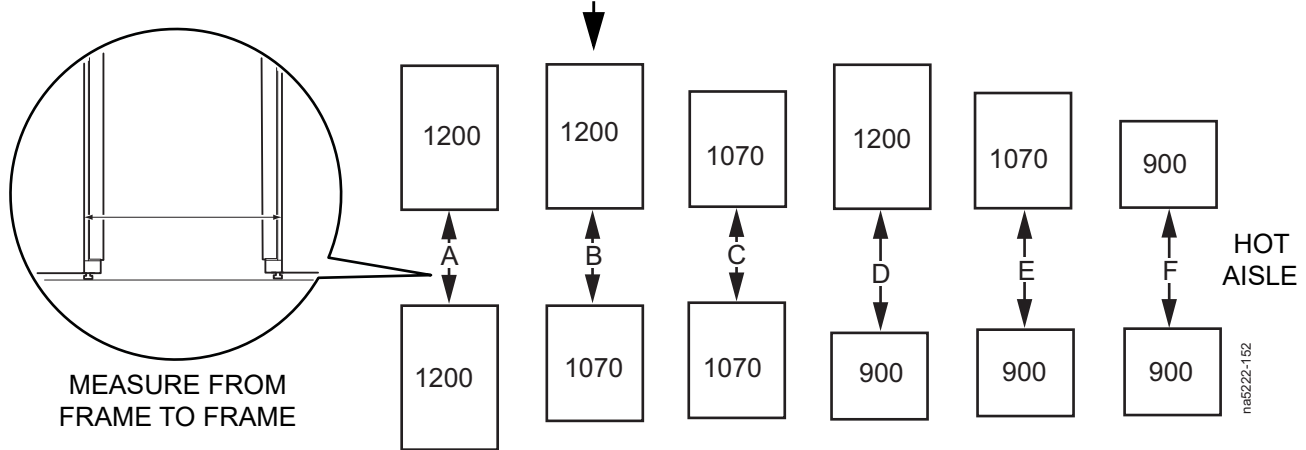 1200
1200
1070
1200
1070
900
A
B
C
D
E
F
HOT
AISLE
1200
1070
1070
900
900
900
MEASURE FROM
FRAME TO FRAME
na5222-152